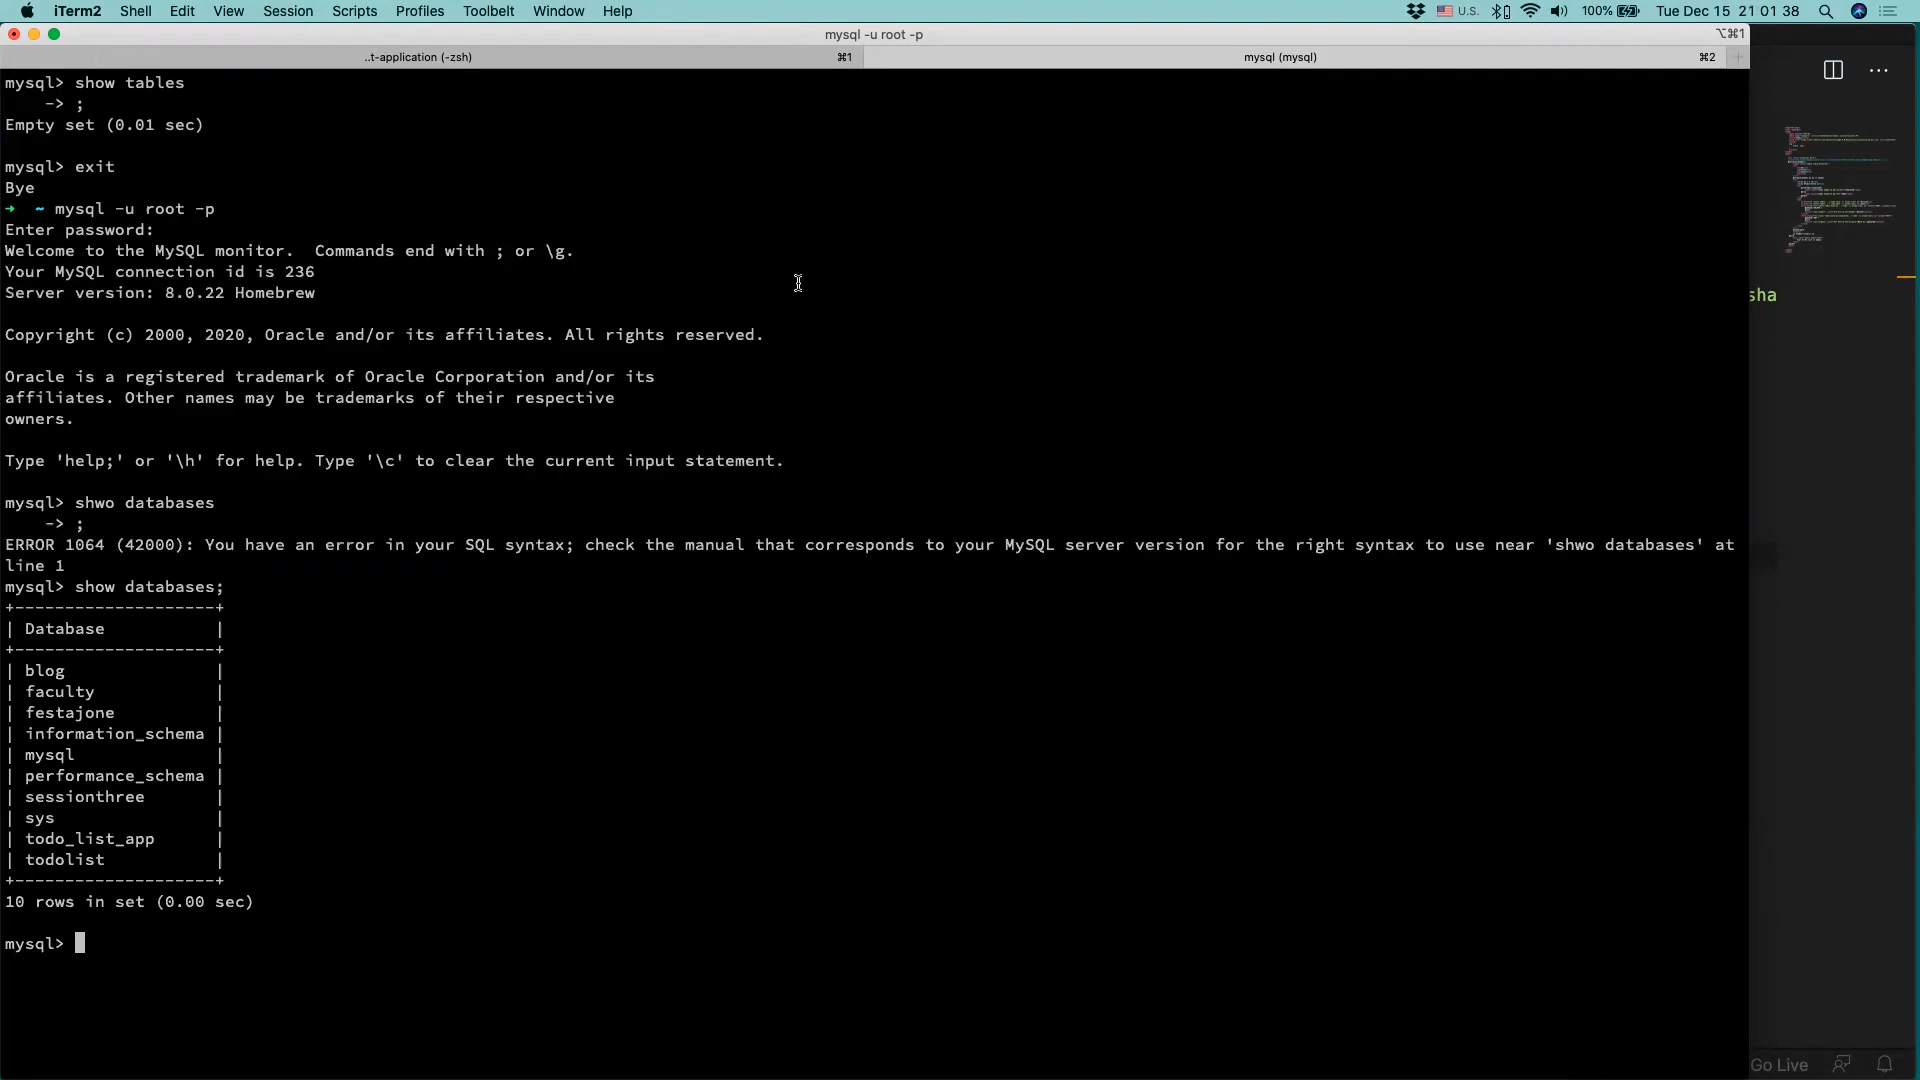 iTerm2 Shell Edit View Session Scripts Profiles Toolbelt Window Help U.S. 100% Tue Dec 15 21 01 38
mysql -u root -p ⌥⌘1
..t-application (-zsh) ⌘1 mysql (mysql) ⌘2
mysql> show tables
    -> ;
Empty set (0.01 sec)
mysql> exit
Bye
➜ ~ mysql -u root -p
Enter password:
Welcome to the MySQL monitor.  Commands end with ; or \g.
Your MySQL connection id is 236
Server version: 8.0.22 Homebrew
sha
Copyright (c) 2000, 2020, Oracle and/or its affiliates. All rights reserved.
Oracle is a registered trademark of Oracle Corporation and/or its
affiliates. Other names may be trademarks of their respective
owners.
Type 'help;' or '\h' for help. Type '\c' to clear the current input statement.
mysql> shwo databases
    -> ;
ERROR 1064 (42000): You have an error in your SQL syntax; check the manual that corresponds to your MySQL server version for the right syntax to use near 'shwo databases' at
line 1
mysql> show databases;
+--------------------+
| Database           |
+--------------------+
| blog               |
| faculty            |
| festajone          |
| information_schema |
| mysql              |
| performance_schema |
| sessionthree       |
| sys                |
| todo_list_app      |
| todolist           |
+--------------------+
10 rows in set (0.00 sec)
mysql>
Go Live